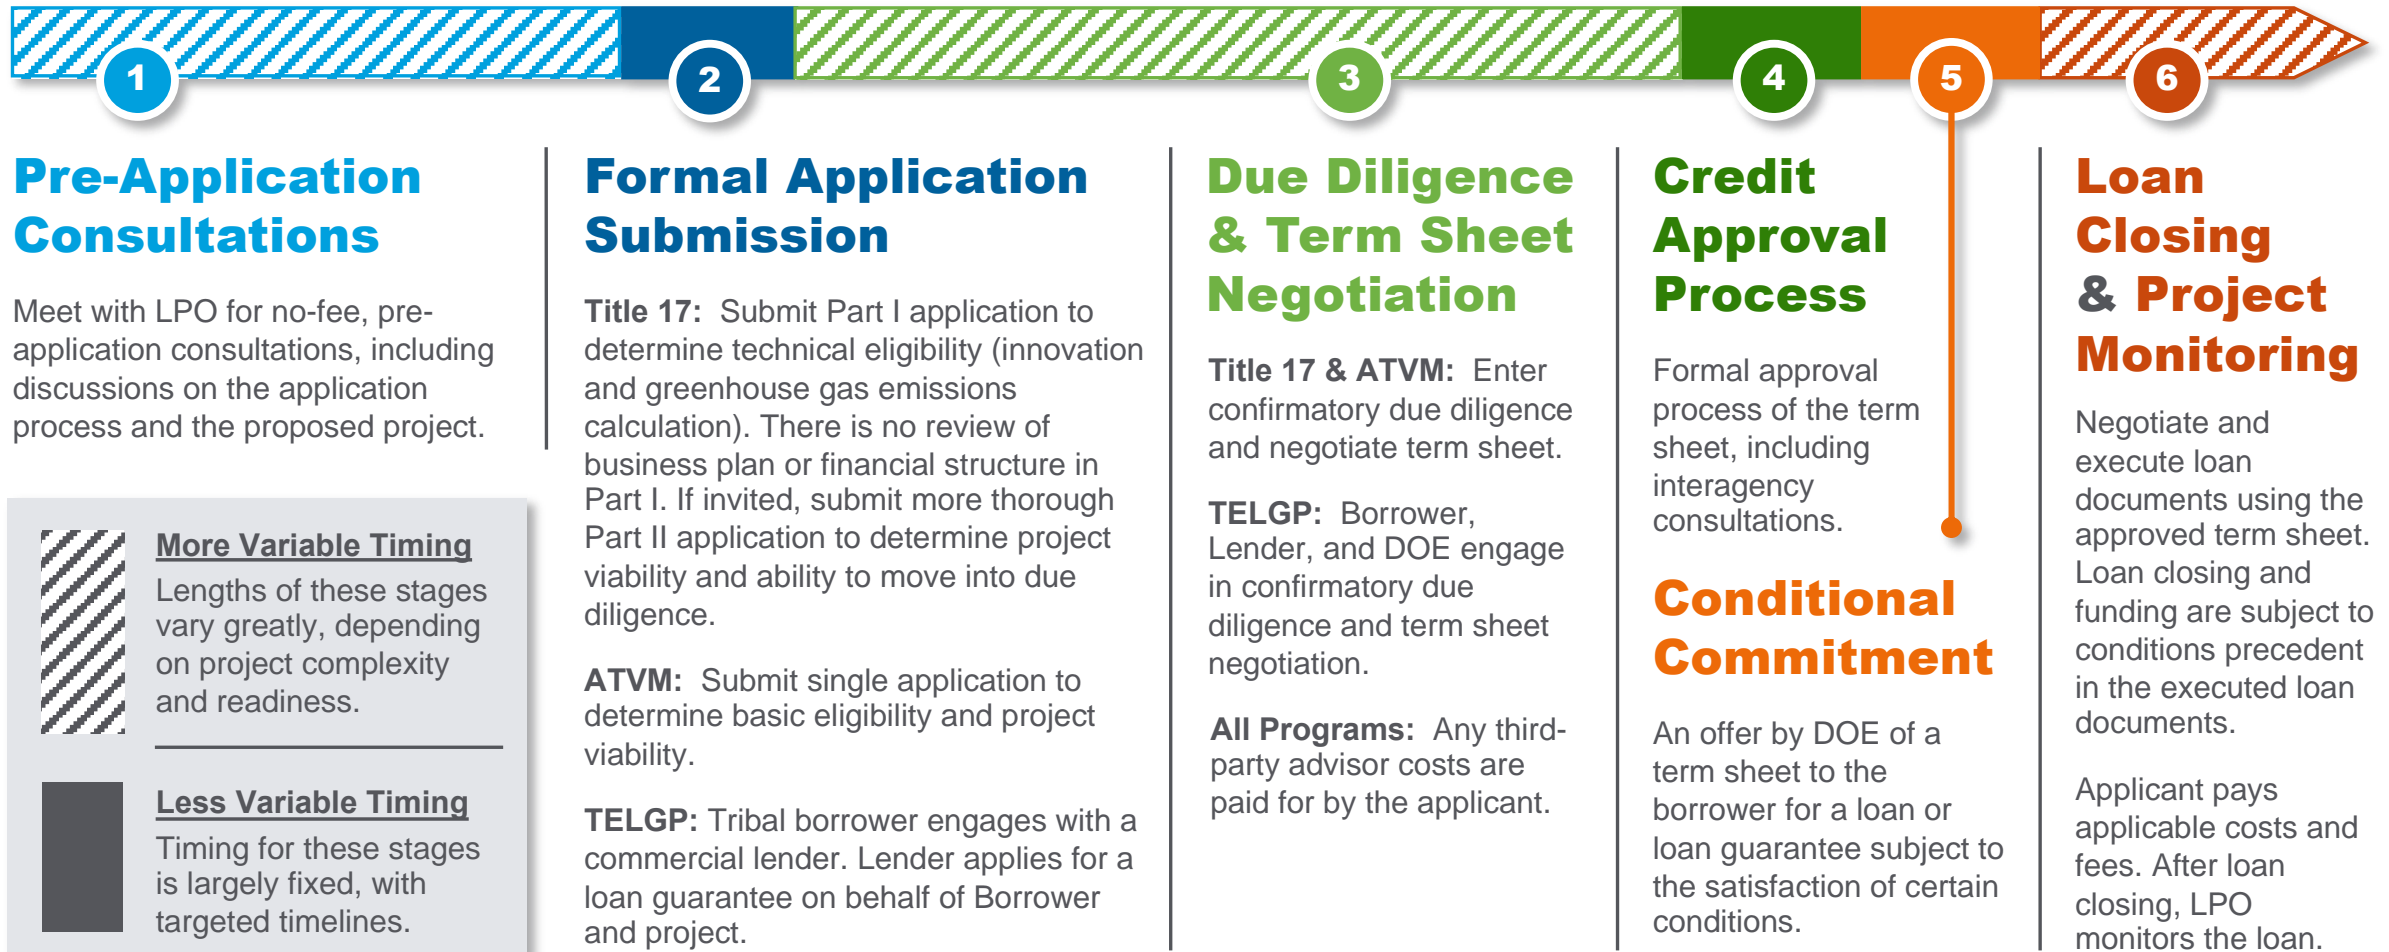 1
2
3
4
5
6
Pre-Application
Consultations
Meet with LPO for no-fee, pre-
application consultations, including
discussions on the application
process and the proposed project.
More Variable Timing
Lengths of these stages
vary greatly, depending
on project complexity
and readiness.
Less Variable Timing
Timing for these stages
is largely fixed, with
targeted timelines.
Formal Application
Submission
Title 17: Submit Part I application to
determine technical eligibility (innovation
and greenhouse gas emissions
calculation). There is no review of
business plan or financial structure in
Part I. If invited, submit more thorough
Part II application to determine project
viability and ability to move into due
diligence.
ATVM: Submit single application to
determine basic eligibility and project
viability.
TELGP: Tribal borrower engages with a
commercial lender. Lender applies for a
loan guarantee on behalf of Borrower
and project.
Due Diligence
& Term Sheet
Negotiation
Title 17 & ATVM: Enter
confirmatory due diligence
and negotiate term sheet.
TELGP: Borrower,
Lender, and DOE engage
in confirmatory due
diligence and term sheet
negotiation.
All Programs: Any third-
party advisor costs are
paid for by the applicant.
Credit
Approval
Process
Formal approval
process of the term
sheet, including
interagency
consultations.
Conditional
Commitment
An offer by DOE of a
term sheet to the
borrower for a loan or
loan guarantee subject to
the satisfaction of certain
conditions.
Loan
Closing
& Project
Monitoring
Negotiate and
execute loan
documents using the
approved term sheet.
Loan closing and
funding are subject to
conditions precedent
in the executed loan
documents.
Applicant pays
applicable costs and
fees. After loan
closing, LPO
monitors the loan.